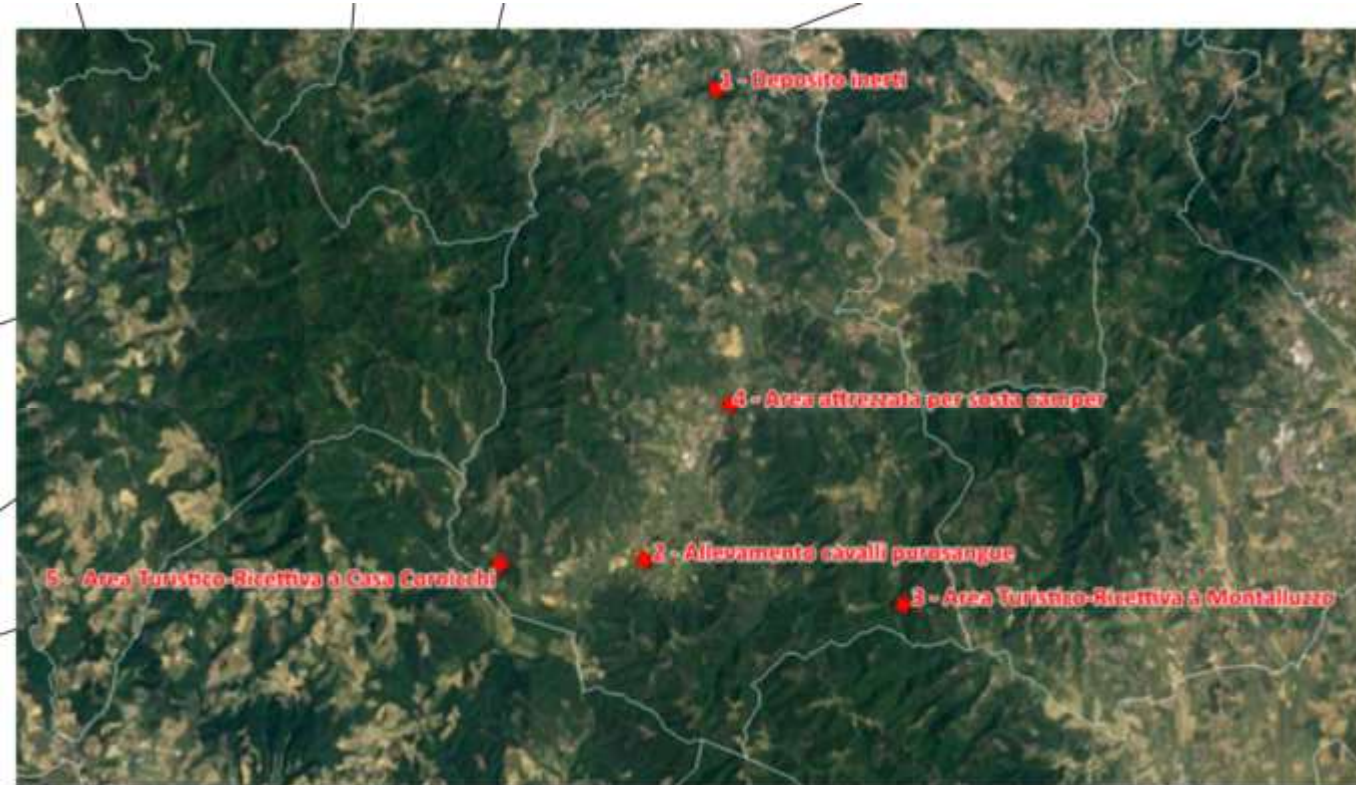 1 - Deposito inerti
4 - Area attrezzata per sosta camper
2 - Allevamento cavalli purosangue
5 - Area Turistico-Ricettiva a Casa
3 - Area Turistico-Ricettiva a Montalluzzo